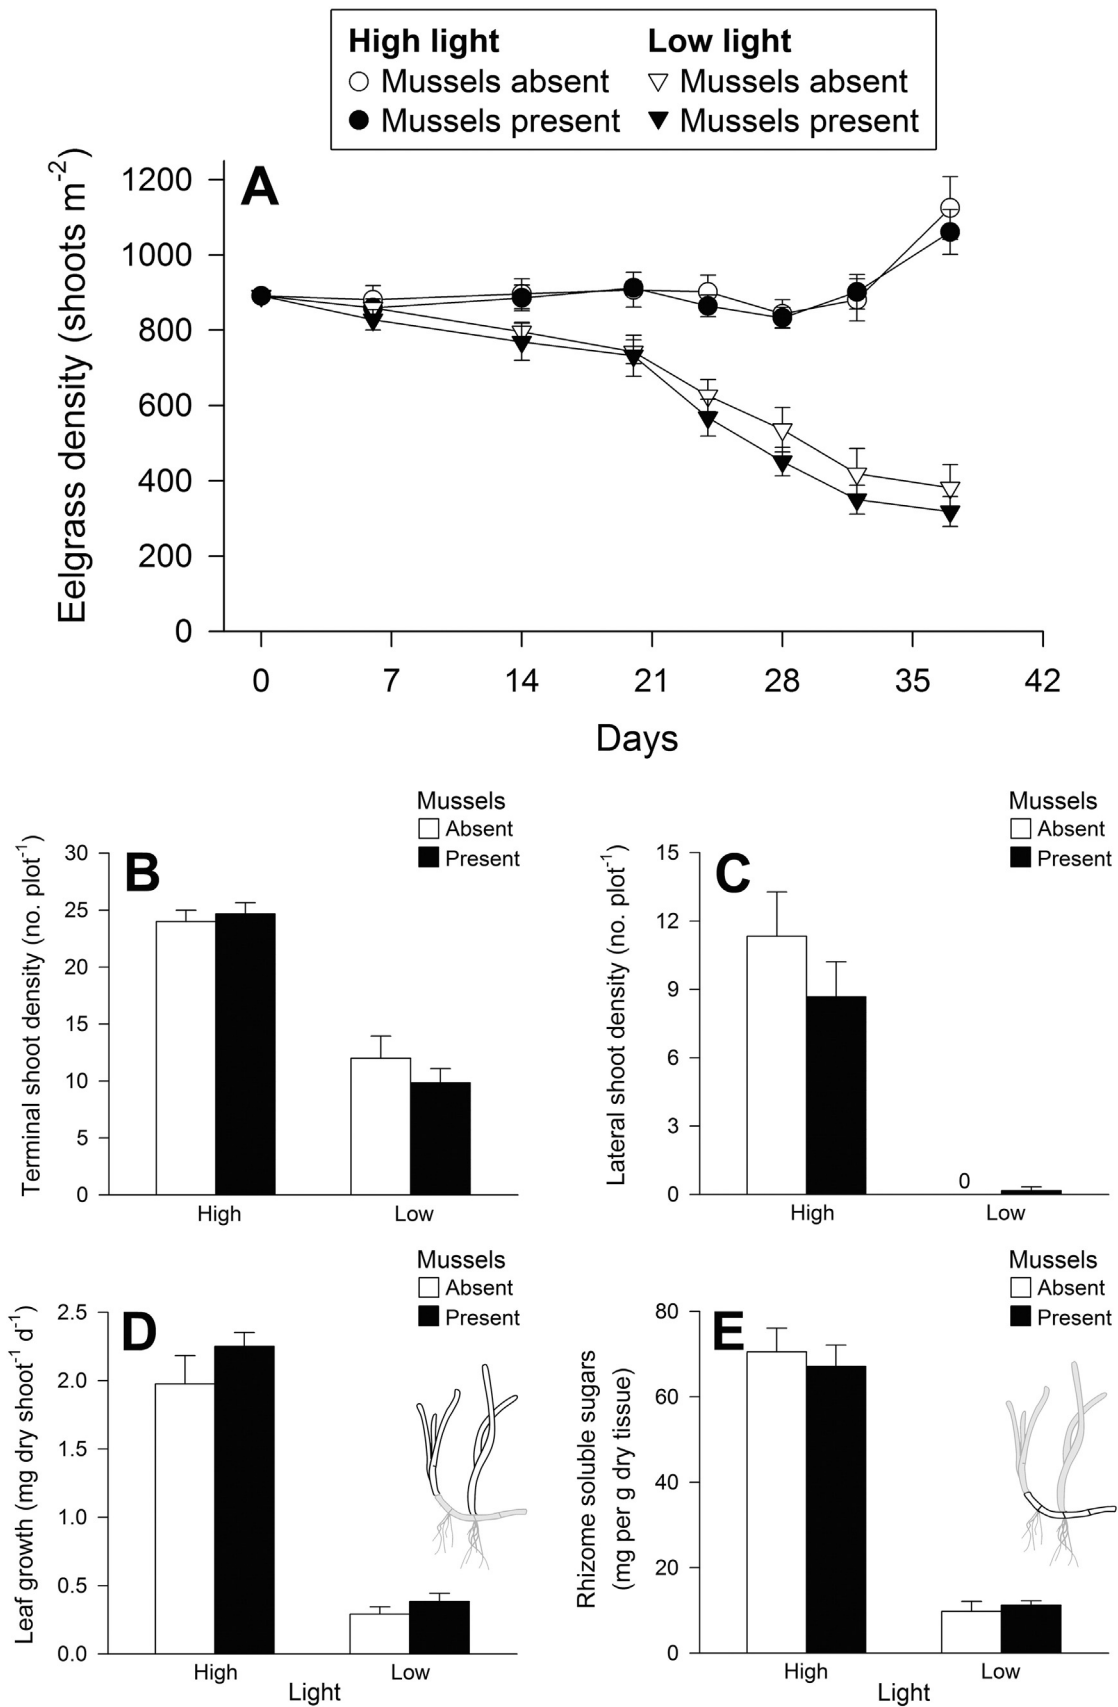 High light Low light
Mussels absent Mussels absent
Mussels present Mussels present
A
Eelgrass density (shoots m⁻²)
1200
1000
800
600
400
200
0
0 7 14 21 28 35 42
Days
Mussels
Absent
Present
B
Terminal shoot density (no. plot⁻¹)
30
25
20
15
10
5
0
High Low
Mussels
Absent
Present
C
Lateral shoot density (no. plot⁻¹)
15
12
9
6
3
0
0
High Low
Mussels
Absent
Present
D
Leaf growth (mg dry shoot⁻¹ d⁻¹)
2.5
2.0
1.5
1.0
0.5
0.0
High Low
Light
Mussels
Absent
Present
E
Rhizome soluble sugars
(mg per g dry tissue)
80
60
40
20
0
High Low
Light